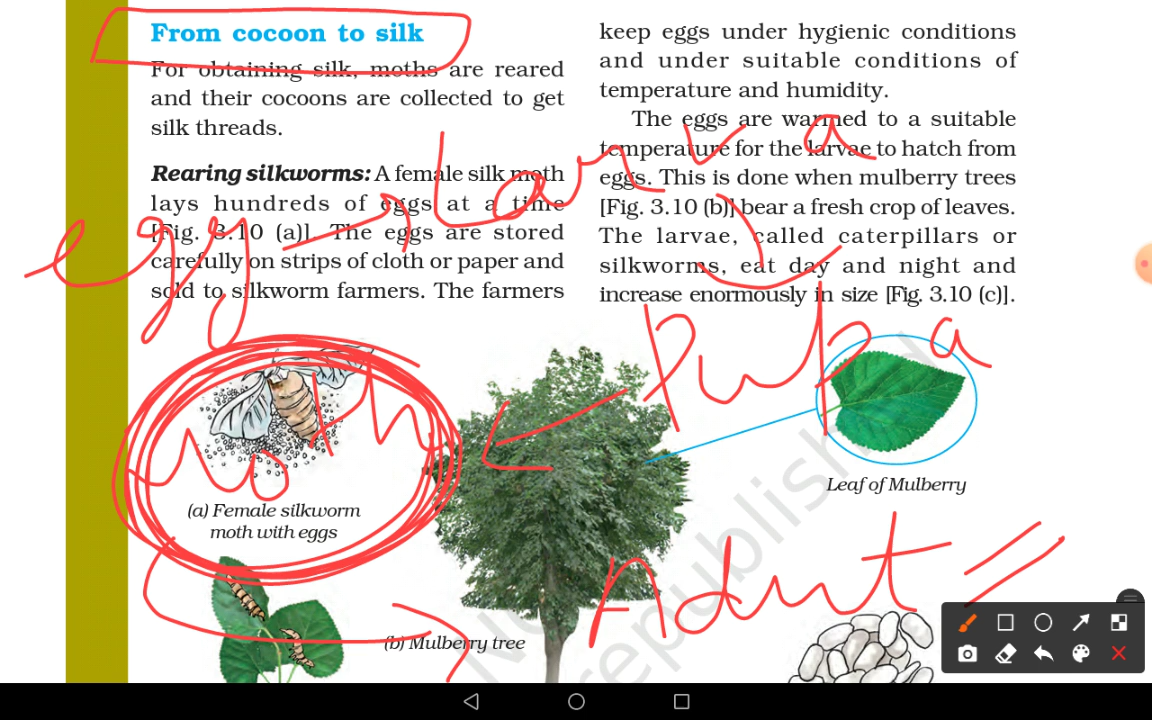 From cocoon to silk
For obtaining silk, moths are reared
and their cocoons are collected to get
silk threads.
Rearing silkworms: A female silk moth
lays hundreds of eggs at a time
[Fig. 3.10 (a)]. The eggs are stored
carefully on strips of cloth or paper and
sold to silkworm farmers. The farmers
keep eggs under hygienic conditions
and under suitable conditions of
temperature and humidity.
The eggs are warmed to a suitable
temperature for the larvae to hatch from
eggs. This is done when mulberry trees
[Fig. 3.10 (b)] bear a fresh crop of leaves.
The larvae, called caterpillars or
silkworms, eat day and night and
increase enormously in size [Fig. 3.10 (c)].
egg
Larva
Pupa
Moth
Adult
(a) Female silkworm
moth with eggs
(b) Mulberry tree
Leaf of Mulberry
republished